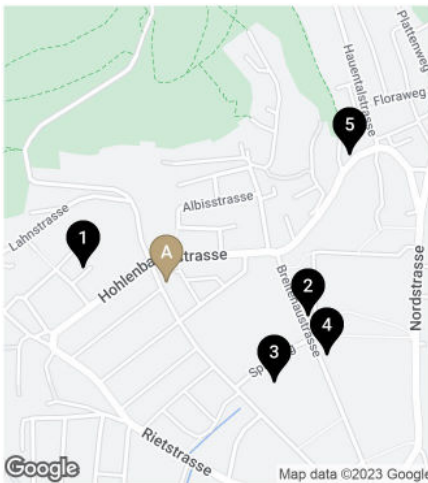 Plattenweg
Hauentalstrasse
Floraweg
5
Albisstrasse
Lahnstrasse
1
A
Hohlenba strasse
Nordstrasse
Breitenaustrasse
2
4
3
Sp
Rietstrasse
Google
Map data ©2023 Google